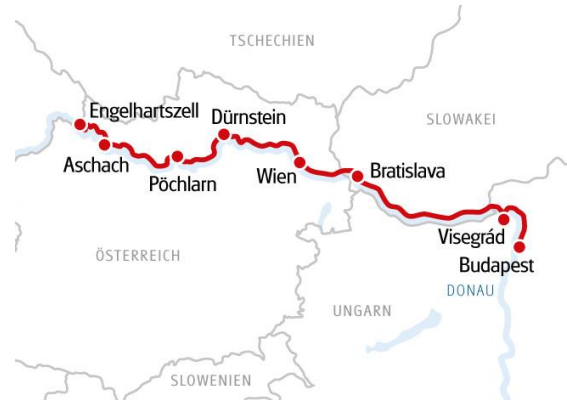 TSCHECHIEN
Engelhartszell
Dürnstein
SLOWAKEI
Aschach
Pöchlarn
Wien
Bratislava
Visegrád
ÖSTERREICH
Budapest
DONAU
UNGARN
SLOWENIEN